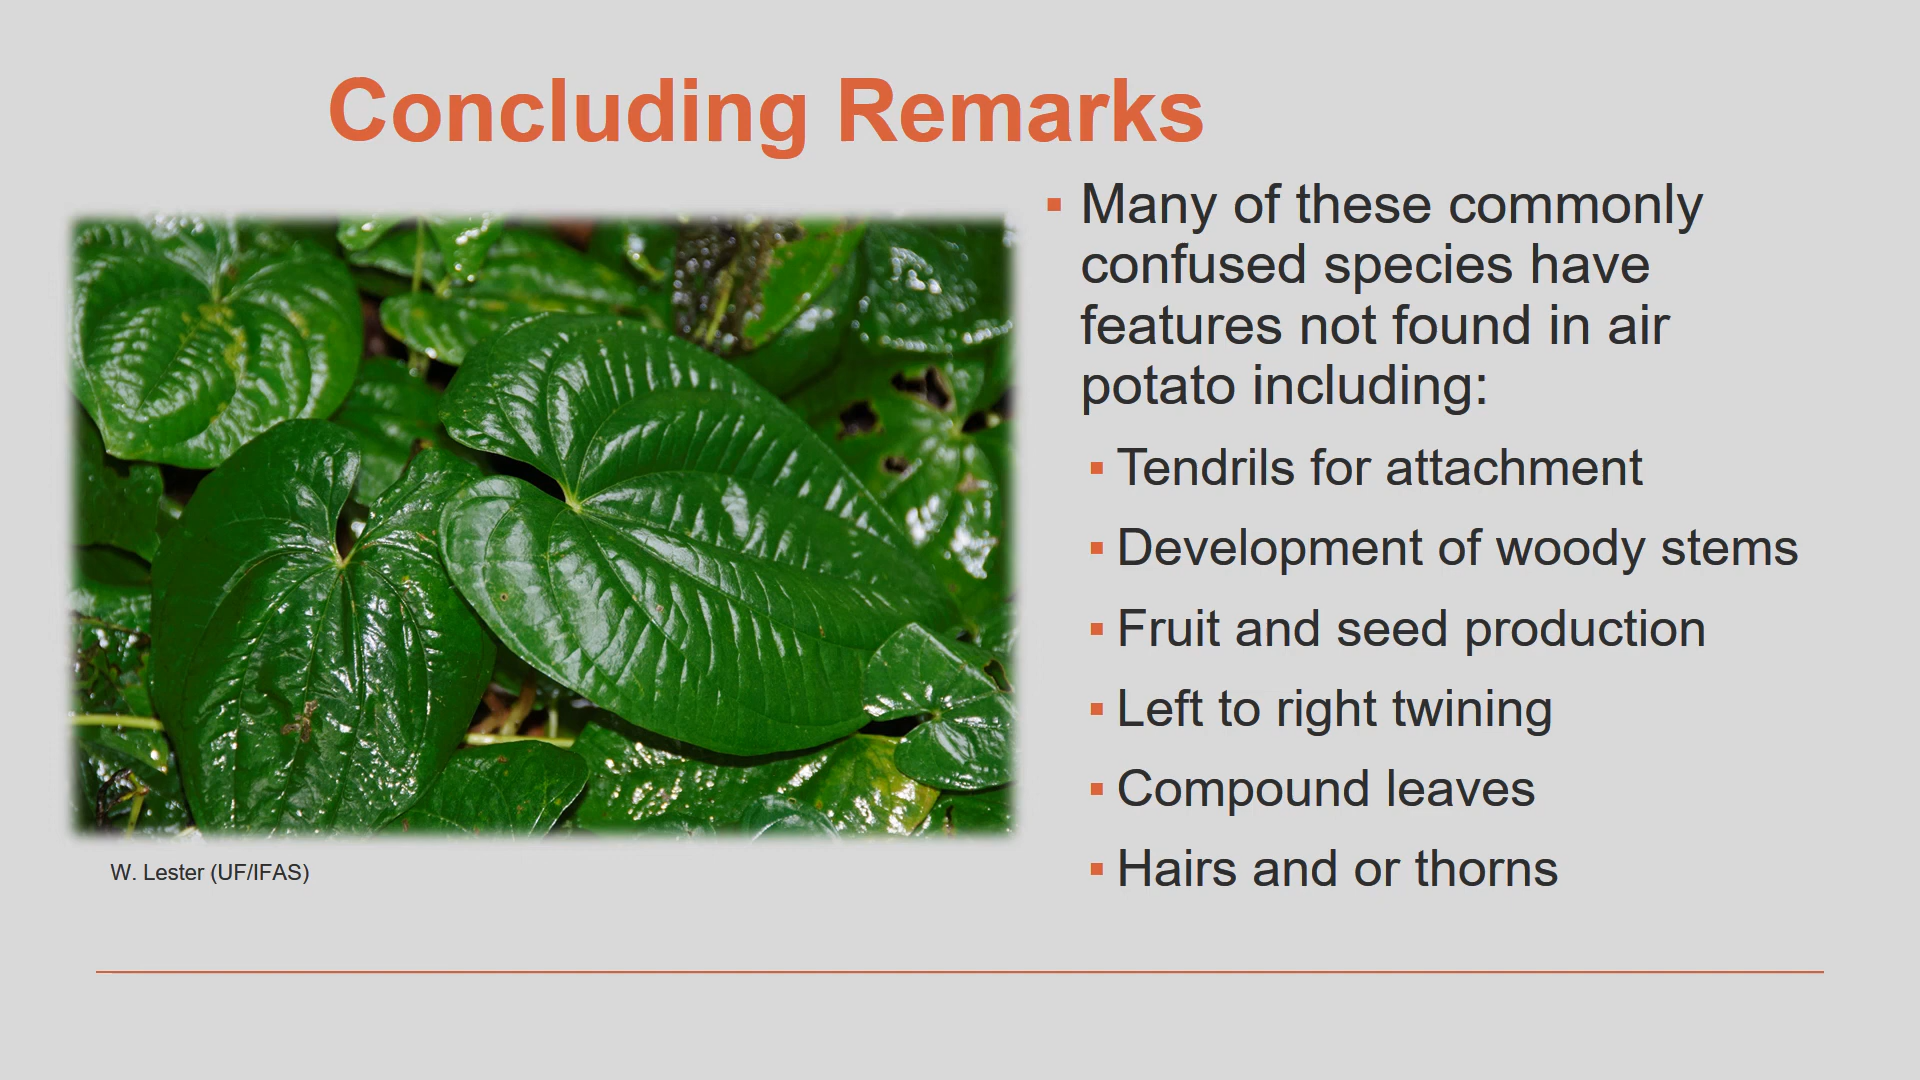 Concluding Remarks
▪ Many of these commonly
confused species have
features not found in air
potato including:
▪ Tendrils for attachment
▪ Development of woody stems
▪ Fruit and seed production
▪ Left to right twining
▪ Compound leaves
▪ Hairs and or thorns
W. Lester (UF/IFAS)